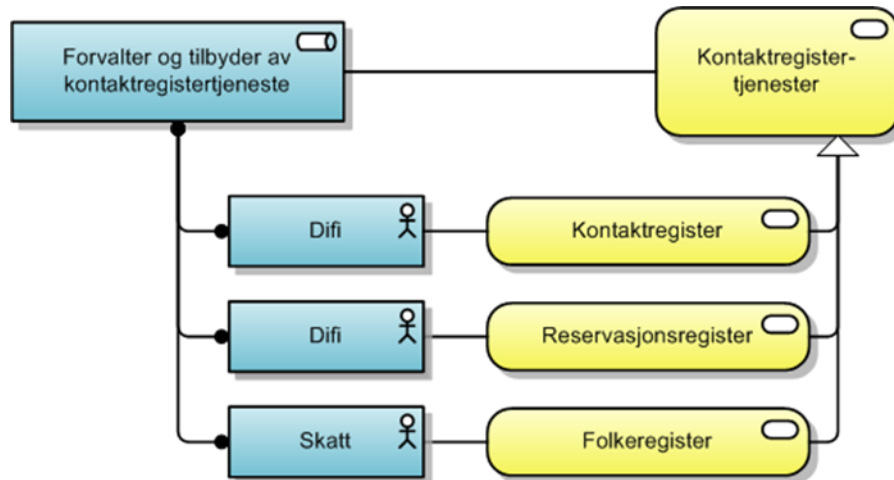 Forvalter og tilbyder av
kontaktregistertjeneste
Kontaktregister-
tjenester
Difi
Kontaktregister
Difi
Reservasjonsregister
Skatt
Folkeregister